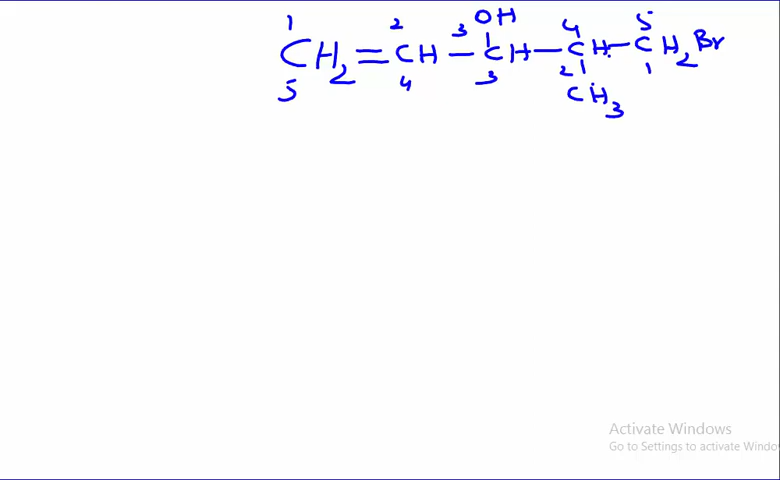 1 2 3 OH 4 5
CH2=CH-CH-CH-CH2Br
5 4 3 2 CH3 1
Activate Windows
Go to Settings to activate Windo